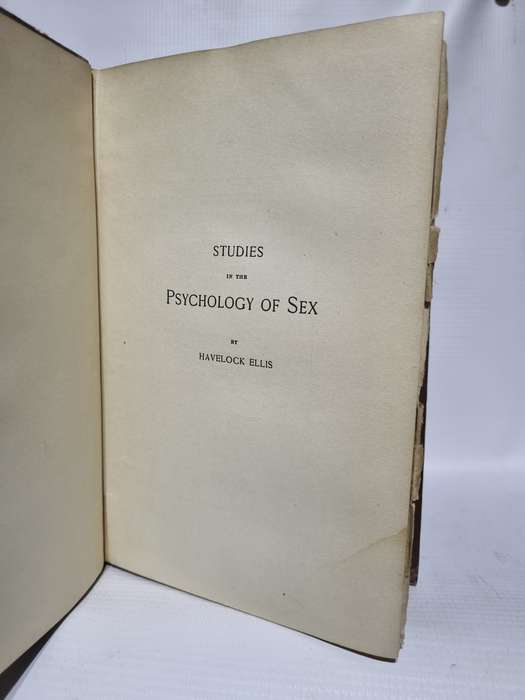 STUDIES
IN THE
PSYCHOLOGY OF SEX
BY
HAVELOCK ELLIS